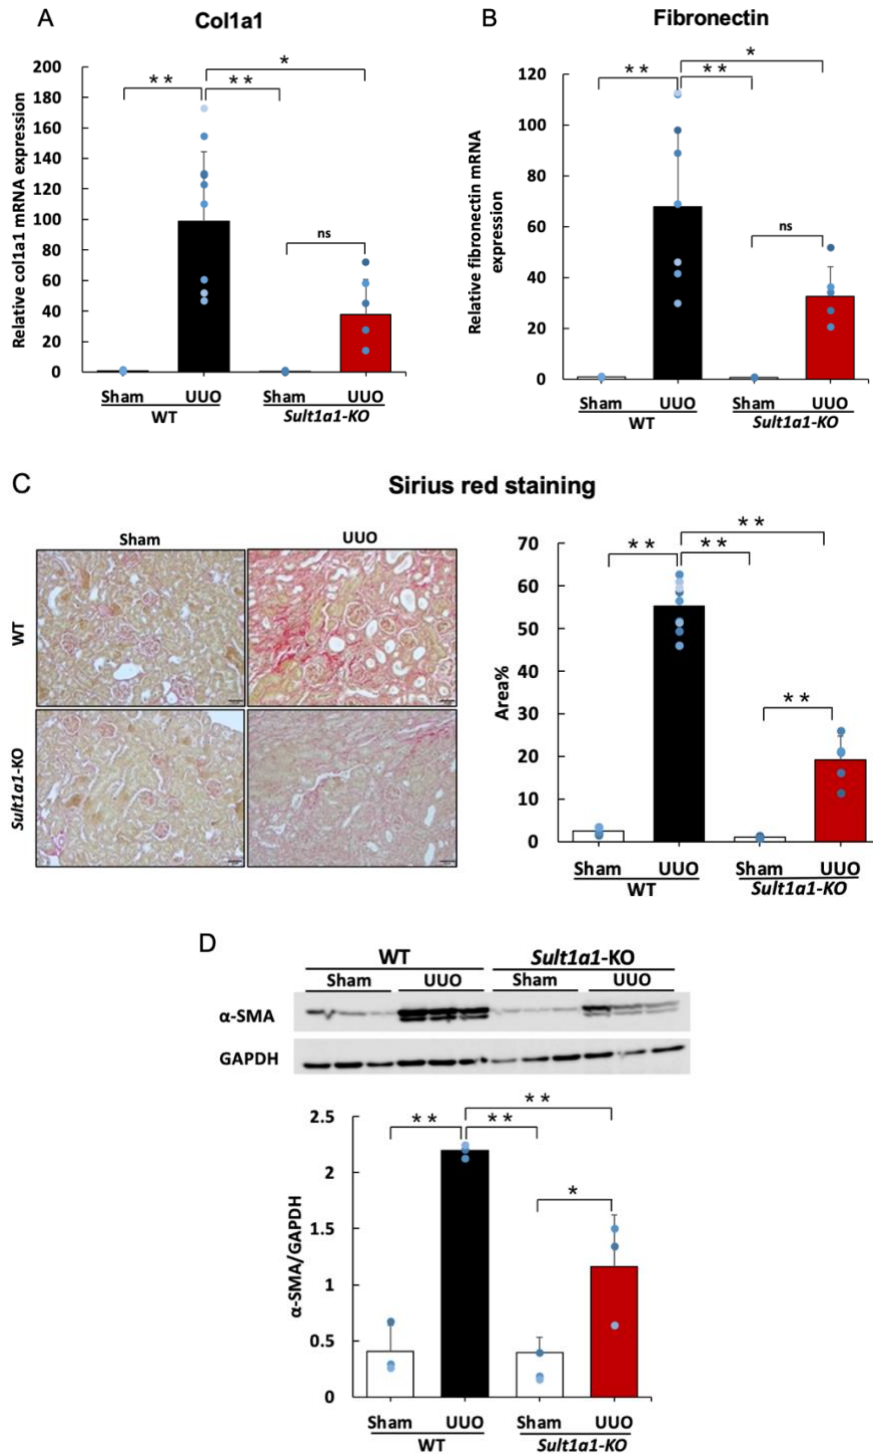 A
Col1a1
Relative col1a1 mRNA expression
200
180
160
140
120
100
80
60
40
20
0
**
**
*
ns
Sham UUO Sham UUO
WT Sult1a1-KO
B
Fibronectin
Relative fibronectin mRNA
expression
120
100
80
60
40
20
0
**
**
*
ns
Sham UUO Sham UUO
WT Sult1a1-KO
C
Sirius red staining
Sham UUO
WT
Sult1a1-KO
Area%
70
60
50
40
30
20
10
0
**
**
**
**
Sham UUO Sham UUO
WT Sult1a1-KO
D
WT Sult1a1-KO
Sham UUO Sham UUO
α-SMA
GAPDH
α-SMA/GAPDH
2.5
2
1.5
1
0.5
0
**
**
**
*
Sham UUO Sham UUO
WT Sult1a1-KO